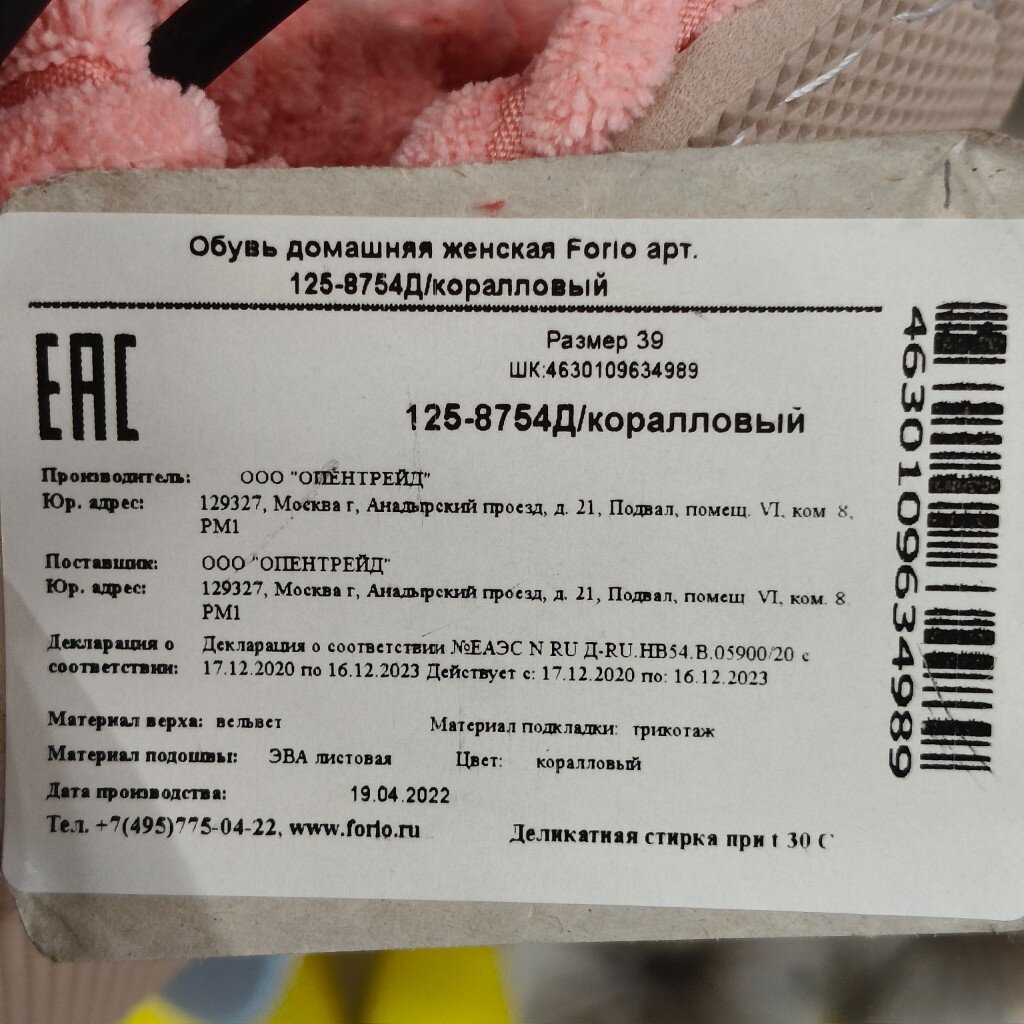 Обувь домашняя женская Forio арт.
125-8754Д/коралловый
EAC
Размер 39
ШК:4630109634989
125-8754Д/коралловый
Производитель: ООО "ОПЕНТРЕЙД"
Юр. адрес: 129327, Москва г, Анадырский проезд, д. 21, Подвал, помещ. VI, ком 8,
РМ1
Поставщик: ООО "ОПЕНТРЕЙД"
Юр. адрес: 129327, Москва г, Анадырский проезд, д. 21, Подвал, помещ VI, ком. 8
РМ1
Декларация о Декларация о соответствии №ЕАЭС N RU Д-RU.НВ54.В.05900/20 с
соответствии: 17.12.2020 по 16.12.2023 Действует с: 17.12.2020 по: 16.12.2023
Материал верха: вельвет Материал подкладки: трикотаж
Материал подошвы: ЭВА листовая Цвет: коралловый
Дата производства: 19.04.2022
Тел. +7(495)775-04-22, www.forio.ru Деликатная стирка при t 30 С
4630109634989